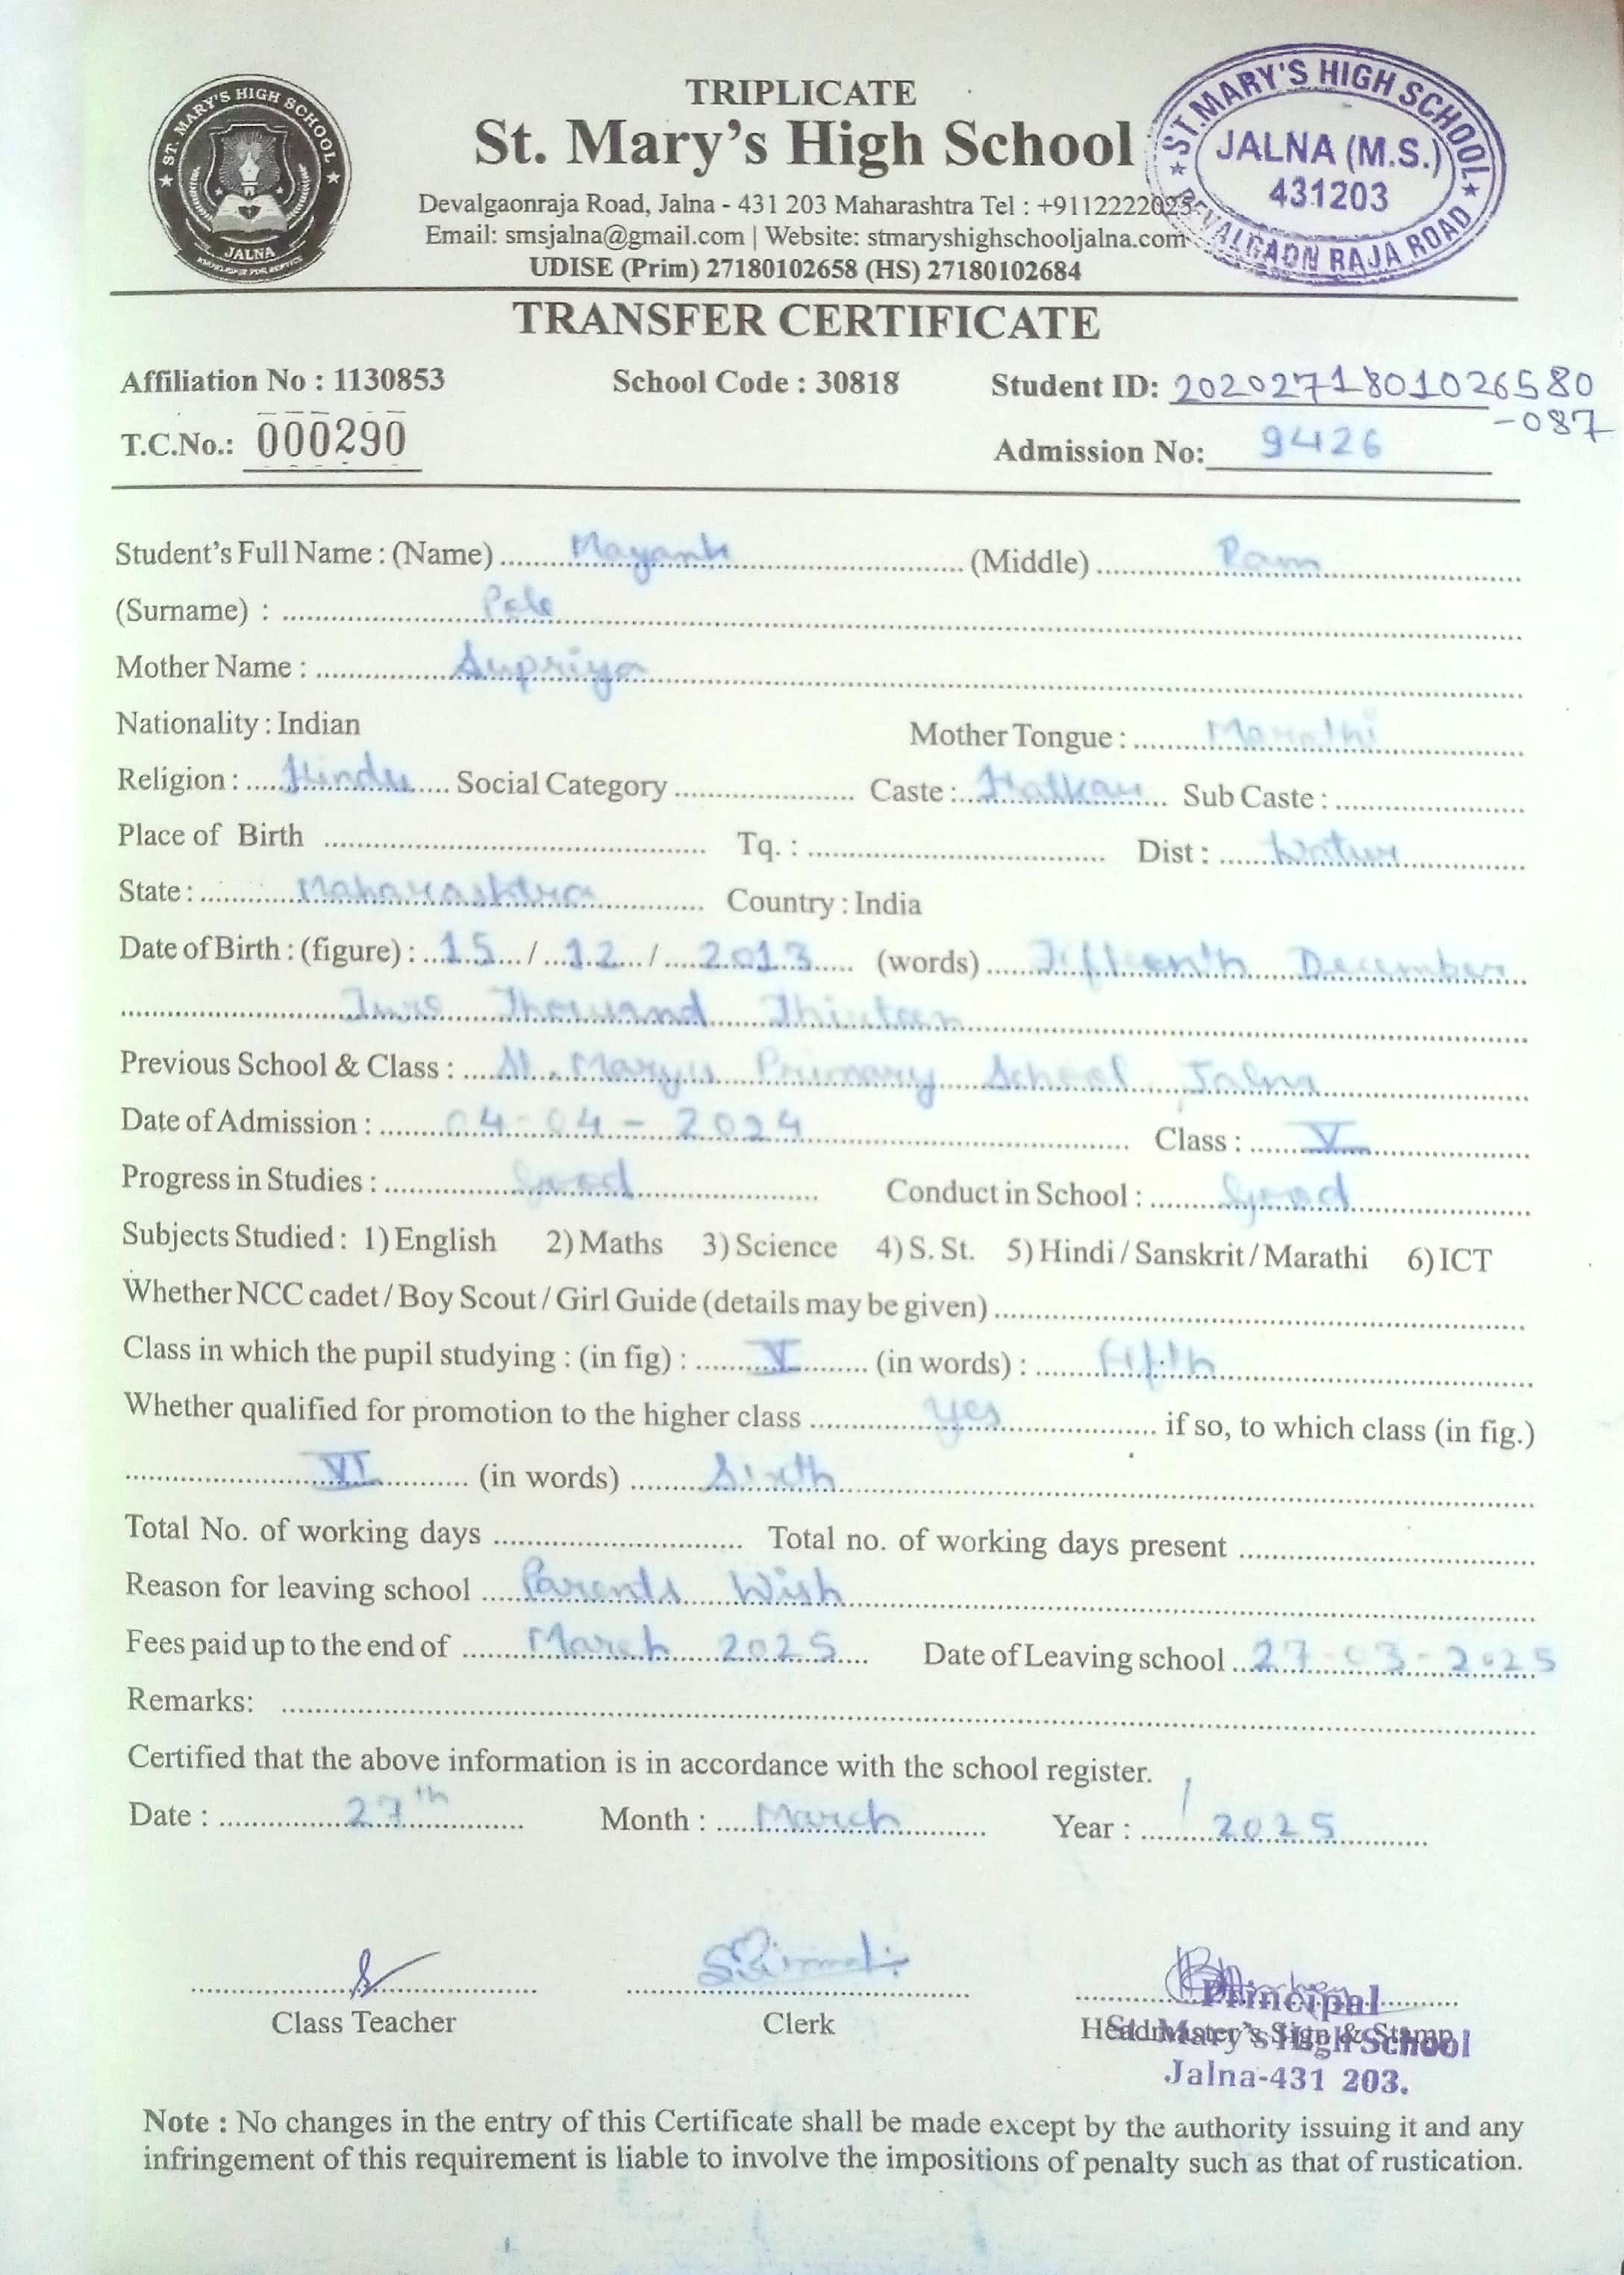 TRIPLICATE
St. Mary's High School
Devalgaonraja Road, Jalna - 431 203 Maharashtra Tel : +9112222025
Email: smsjalna@gmail.com | Website: stmaryshighschooljalna.com
UDISE (Prim) 27180102658 (HS) 27180102684
ST. MARY'S HIGH SCHOOL
JALNA
ST.MARY'S HIGH SCHOOL
JALNA (M.S.)
431203
DEVALGAON RAJA ROAD
TRANSFER CERTIFICATE
Affiliation No : 1130853 School Code : 30818 Student ID: 2020271801026580
-087
T.C.No.: 000290 Admission No: 9426
Student's Full Name : (Name) Mayank (Middle) Ram
(Surname) : Pole
Mother Name : Supriya
Nationality : Indian Mother Tongue : Marathi
Religion : Hindu Social Category Caste : Hatkar Sub Caste :
Place of Birth Tq. : Dist : Latur
State : Maharashtra Country : India
Date of Birth : (figure) : 15 / 12 / 2013 (words) Fifteenth December
Two Thousand Thirteen
Previous School & Class : St. Marys Primary School Jalna
Date of Admission : 04-04-2024 Class : V
Progress in Studies : Good Conduct in School : Good
Subjects Studied : 1) English 2) Maths 3) Science 4) S. St. 5) Hindi / Sanskrit / Marathi 6) ICT
Whether NCC cadet / Boy Scout / Girl Guide (details may be given)
Class in which the pupil studying : (in fig) : V (in words) : Fifth
Whether qualified for promotion to the higher class yes if so, to which class (in fig.)
VI (in words) Sixth
Total No. of working days Total no. of working days present
Reason for leaving school Parents Wish
Fees paid up to the end of March 2025 Date of Leaving school 27-03-2025
Remarks:
Certified that the above information is in accordance with the school register.
Date : 27th Month : March Year : 2025
Class Teacher Clerk Headmaster's Sign & Stamp
Principal
St. Mary's High School
Jalna-431 203.
Note : No changes in the entry of this Certificate shall be made except by the authority issuing it and any
infringement of this requirement is liable to involve the impositions of penalty such as that of rustication.